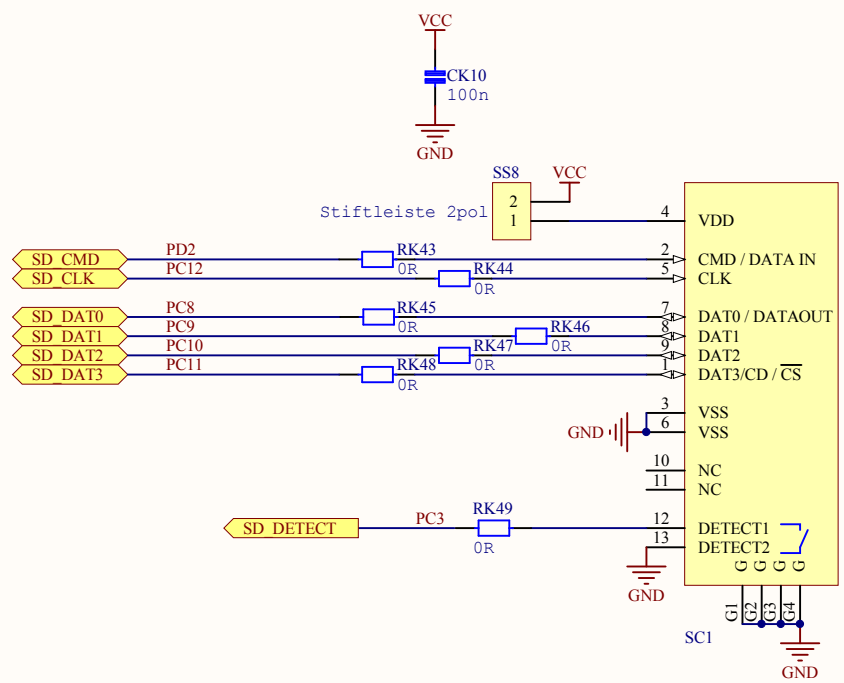 VCC
CK10
100n
GND
SS8
VCC
Stiftleiste 2pol
2
1
4
VDD
SD_CMD
PD2
RK43
0R
2
CMD / DATA IN
SD_CLK
PC12
RK44
0R
5
CLK
SD_DAT0
PC8
RK45
0R
7
DAT0 / DATAOUT
SD_DAT1
PC9
RK46
0R
8
DAT1
SD_DAT2
PC10
RK47
0R
9
DAT2
SD_DAT3
PC11
RK48
0R
1
DAT3/CD / CS
GND
3
VSS
6
VSS
10
NC
11
NC
SD_DETECT
PC3
RK49
0R
12
DETECT1
13
DETECT2
GND
G
G
G
G
G1
G2
G3
G4
SC1
GND